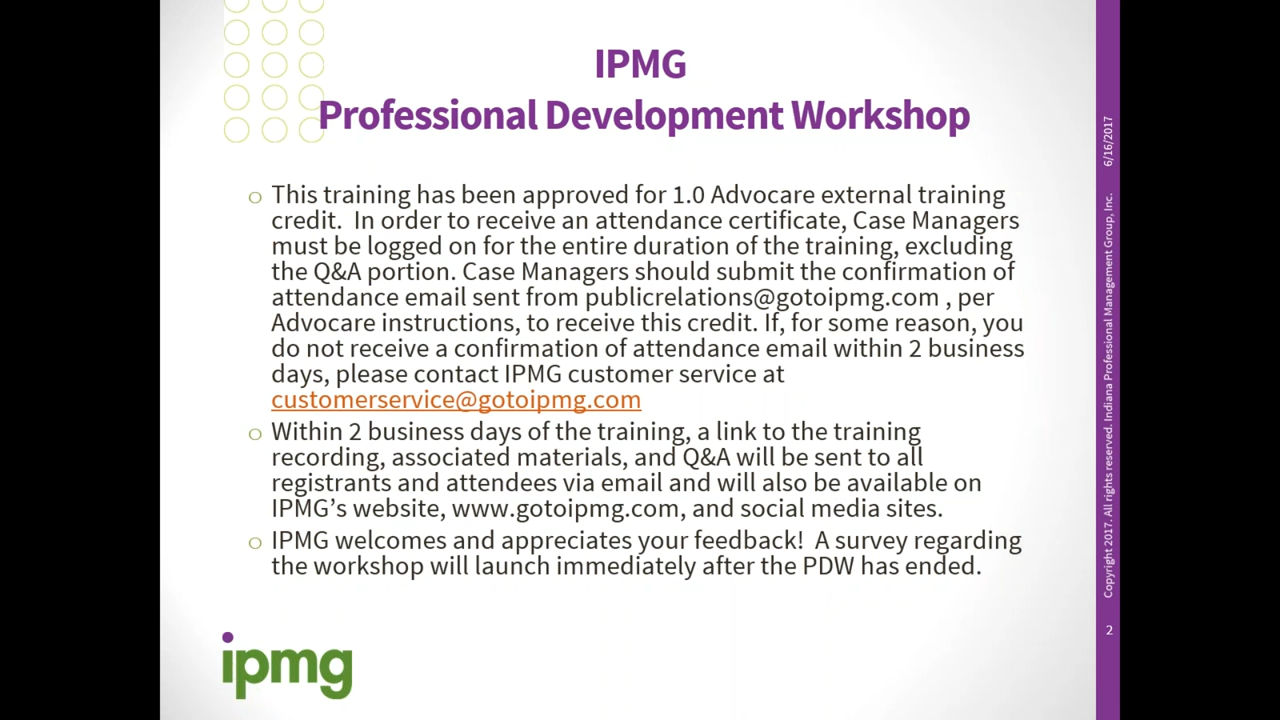 IPMG
Professional Development Workshop
This training has been approved for 1.0 Advocare external training
credit.  In order to receive an attendance certificate, Case Managers
must be logged on for the entire duration of the training, excluding
the Q&A portion. Case Managers should submit the confirmation of
attendance email sent from publicrelations@gotoipmg.com , per
Advocare instructions, to receive this credit. If, for some reason, you
do not receive a confirmation of attendance email within 2 business
days, please contact IPMG customer service at
customerservice@gotoipmg.com
Within 2 business days of the training, a link to the training
recording, associated materials, and Q&A will be sent to all
registrants and attendees via email and will also be available on
IPMG’s website, www.gotoipmg.com, and social media sites.
IPMG welcomes and appreciates your feedback!  A survey regarding
the workshop will launch immediately after the PDW has ended.
ipmg
6/16/2017
Copyright 2017. All rights reserved. Indiana Professional Management Group, Inc.
2